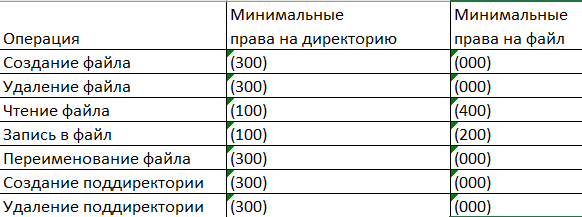 Операция Минимальные права на директорию Минимальные права на файл
Создание файла (300) (000)
Удаление файла (300) (000)
Чтение файла (100) (400)
Запись в файл (100) (200)
Переименование файла (300) (000)
Создание поддиректории (300) (000)
Удаление поддиректории (300) (000)